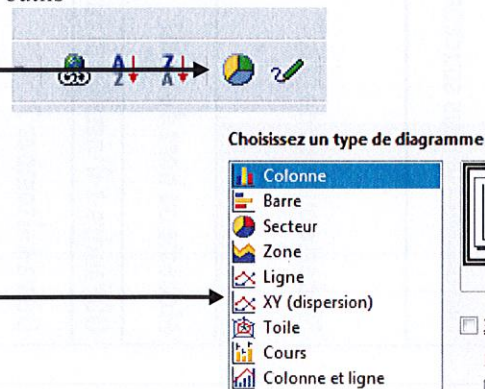 A Z Z A
Choisissez un type de diagramme
Colonne
Barre
Secteur
Zone
Ligne
XY (dispersion)
Toile
Cours
Colonne et ligne